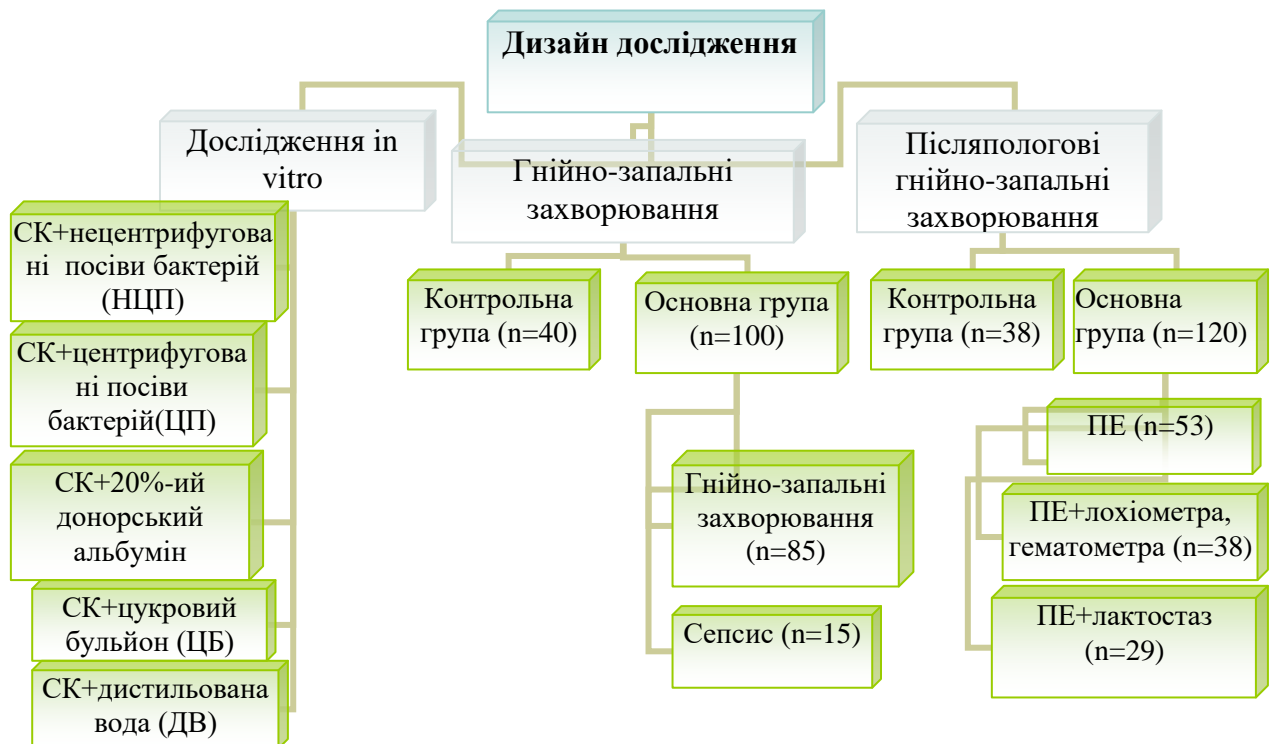 Дизайн дослідження
Дослідження in
vitro
СК+нецентрифугова
ні посіви бактерій
(НЦП)
СК+центрифугова
ні посіви
бактерій(ЦП)
СК+20%-ий
донорський
альбумін
СК+цукровий
бульйон (ЦБ)
СК+дистильована
вода (ДВ)
Гнійно-запальні
захворювання
Контрольна
група (n=40)
Основна група
(n=100)
Гнійно-запальні
захворювання
(n=85)
Сепсис (n=15)
Післяпологові
гнійно-запальні
захворювання
Контрольна
група (n=38)
Основна
група (n=120)
ПЕ (n=53)
ПЕ+лохіометра,
гематометра (n=38)
ПЕ+лактостаз
(n=29)